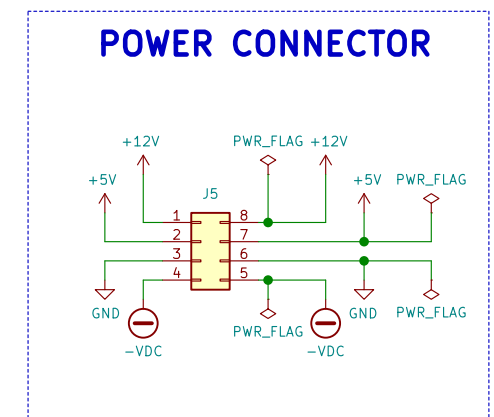 POWER CONNECTOR
+12V
PWR_FLAG
+12V
+5V
J5
+5V
PWR_FLAG
1
8
2
7
3
6
4
5
GND
PWR_FLAG
GND
PWR_FLAG
-VDC
-VDC